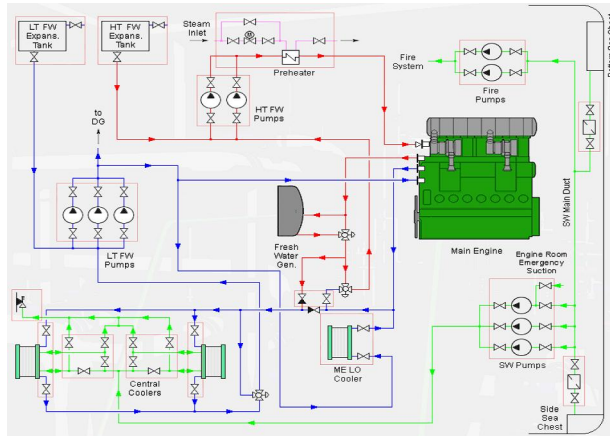 LT FW
Expans.
Tank
HT FW
Expans.
Tank
Steam
Inlet
Preheater
Fire
System
Fire
Pumps
to
DG
HT FW
Pumps
SW Main Duct
Main Engine
Fresh
Water
Gen.
LT FW
Pumps
Engine Room
Emergency
Suction
ME LO
Cooler
SW Pumps
Central
Coolers
Side
Sea
Chest